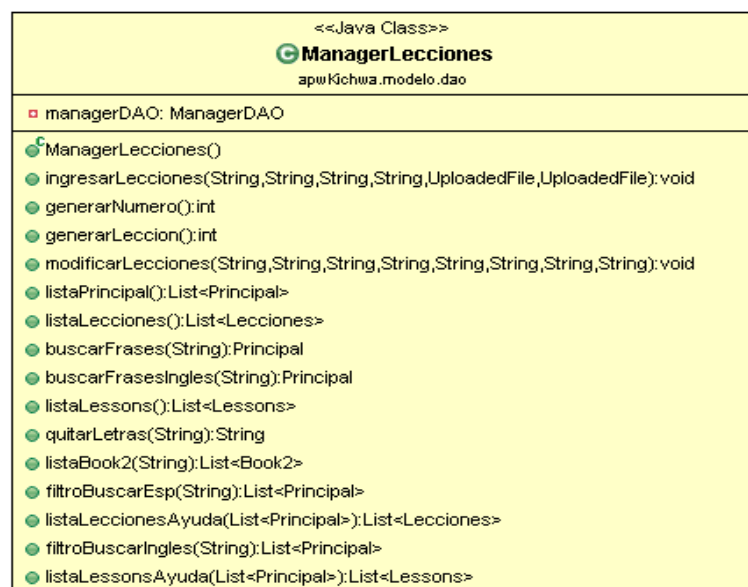 <<Java Class>>
ManagerLecciones
apwKichwa.modelo.dao
managerDAO: ManagerDAO
ManagerLecciones()
ingresarLecciones(String,String,String,String,UploadedFile,UploadedFile):void
generarNumero():int
generarLeccion():int
modificarLecciones(String,String,String,String,String,String,String,String):void
listaPrincipal():List<Principal>
listaLecciones():List<Lecciones>
buscarFrases(String):Principal
buscarFrasesIngles(String):Principal
listaLessons():List<Lessons>
quitarLetras(String):String
listaBook2(String):List<Book2>
filtroBuscarEsp(String):List<Principal>
listaLeccionesAyuda(List<Principal>):List<Lecciones>
filtroBuscarIngles(String):List<Principal>
listaLessonsAyuda(List<Principal>):List<Lessons>